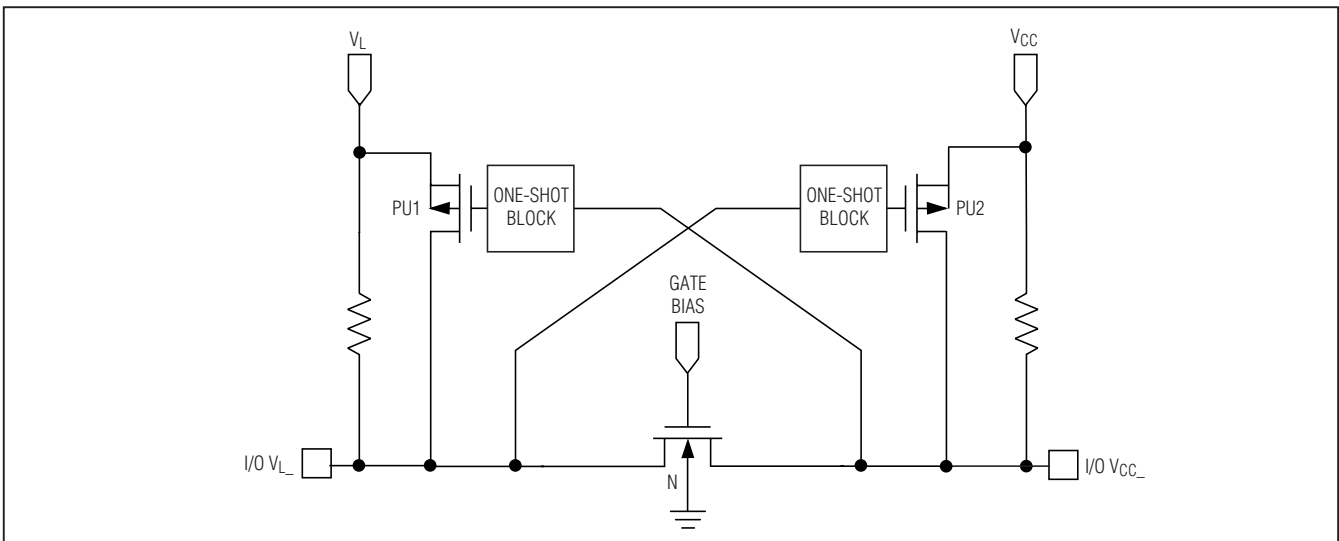 V_L
V_CC
PU1
ONE-SHOT
BLOCK
ONE-SHOT
BLOCK
PU2
GATE
BIAS
I/O V_L_
N
I/O V_CC_